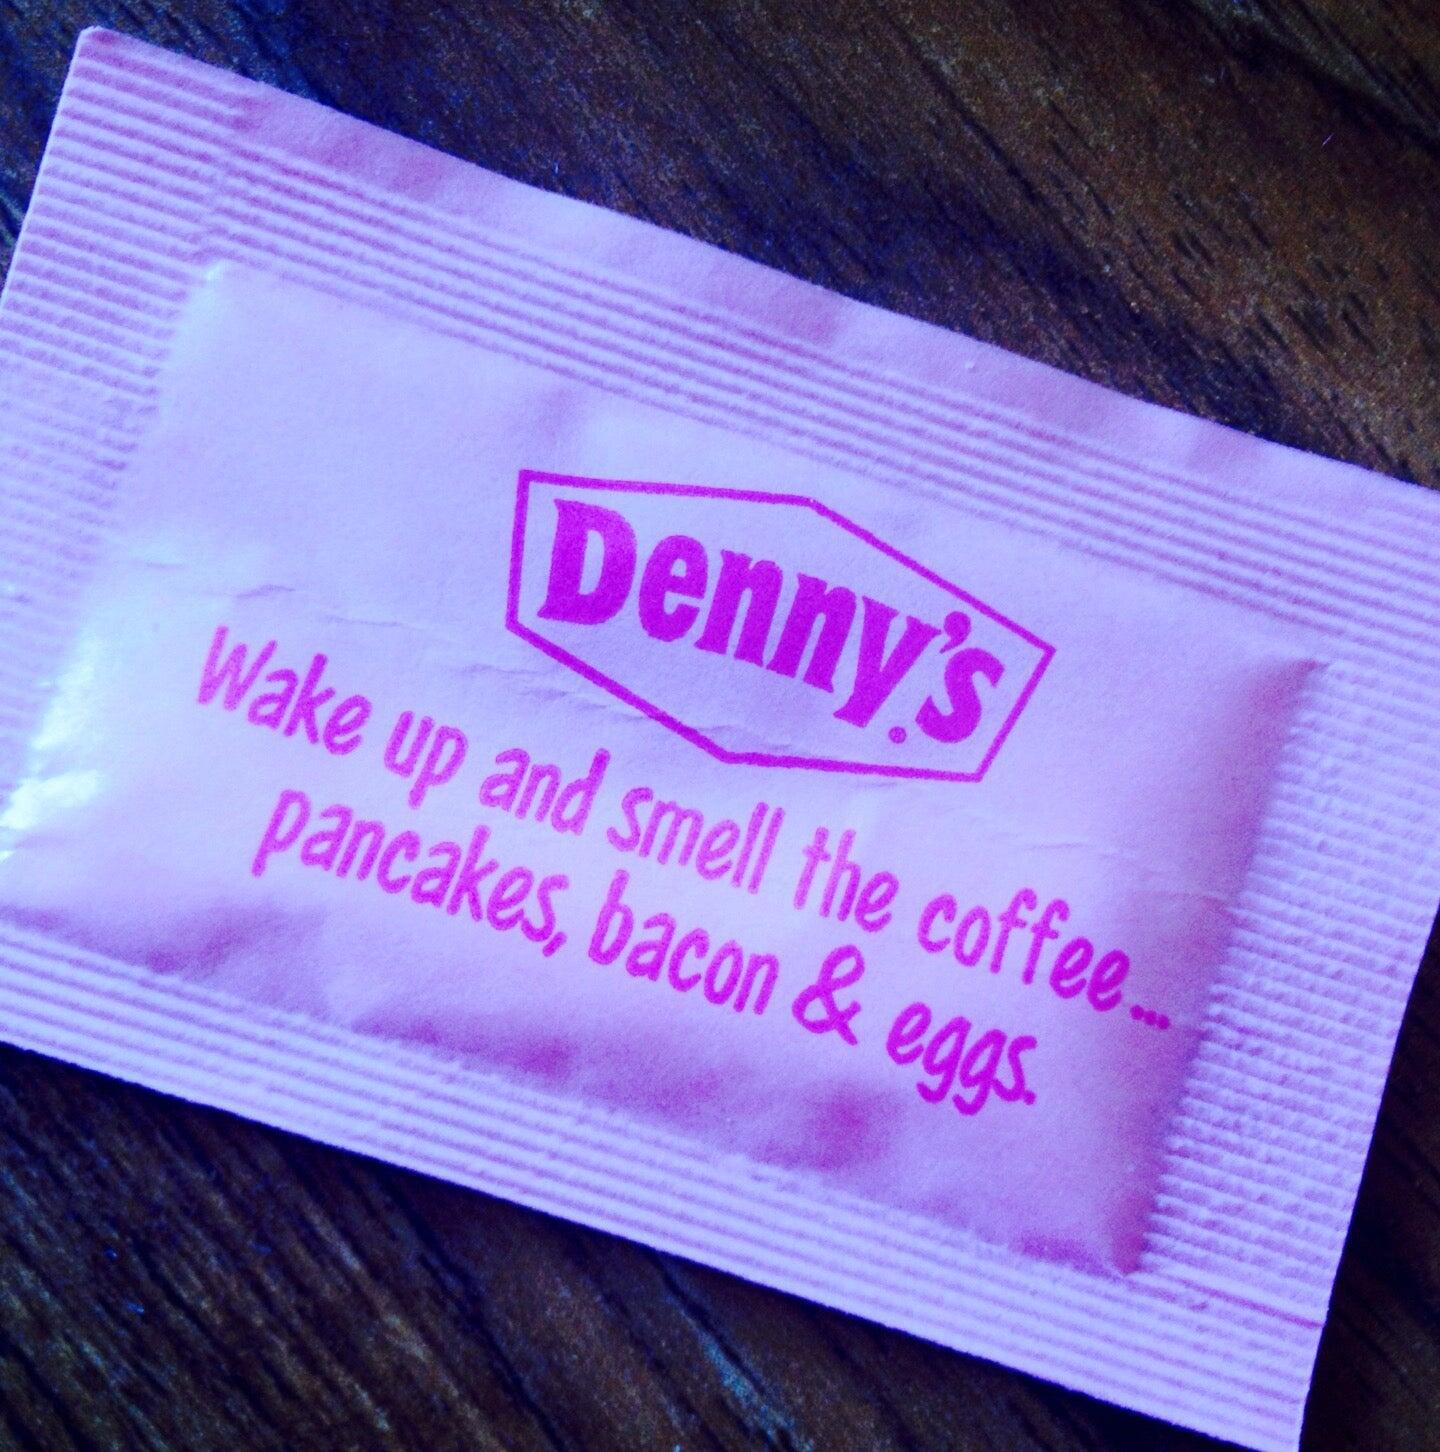 Denny's
Wake up and smell the coffee...
pancakes, bacon & eggs.